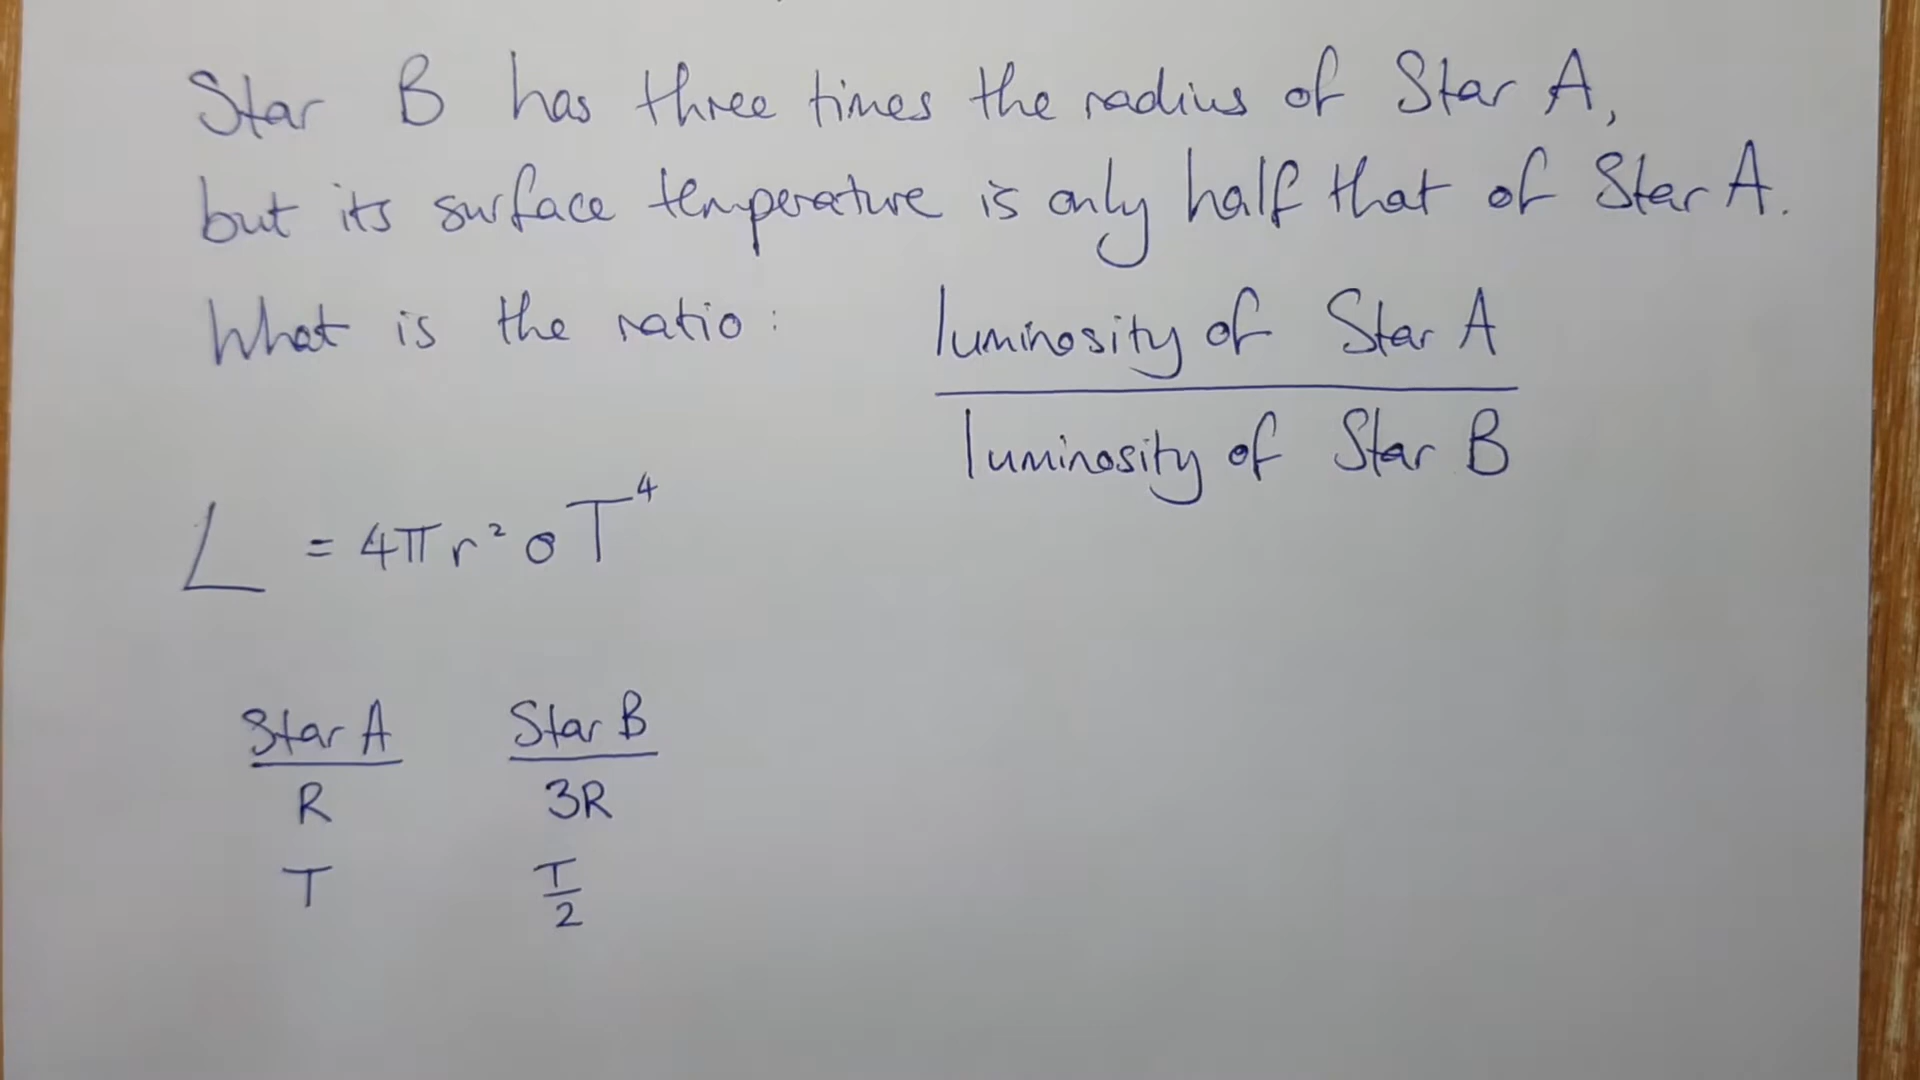 Star B has three times the radius of Star A,
but its surface temperature is only half that of Star A.
What is the ratio: luminosity of Star A
luminosity of Star B
L = 4πr²σT⁴
Star A Star B
R 3R
T T/2